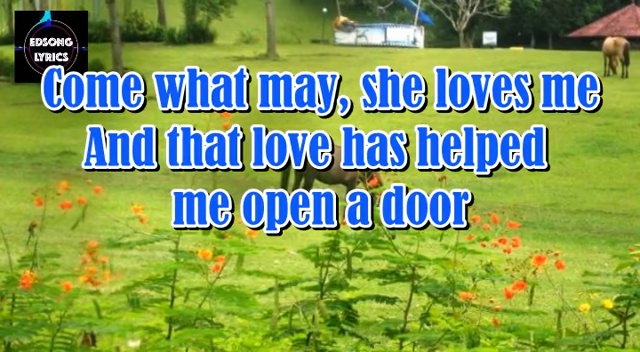 EDSONG
LYRICS
Come what may, she loves me
And that love has helped
me open a door